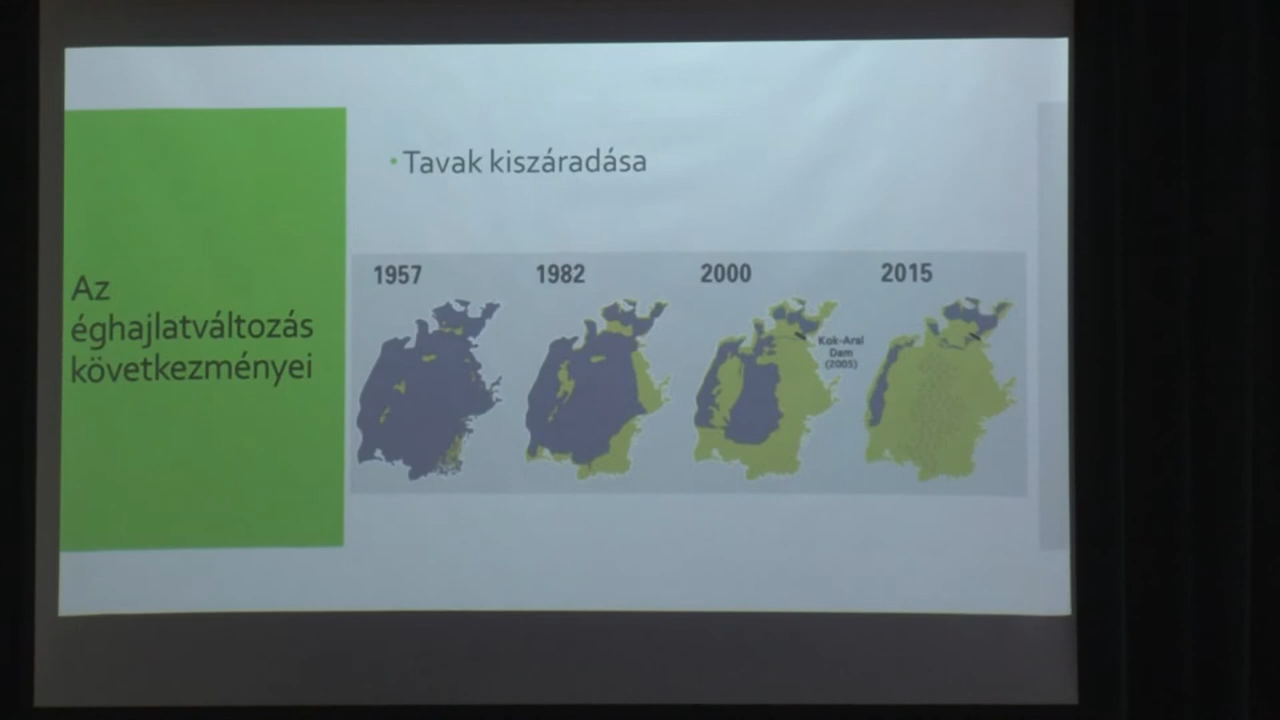 Az
éghajlatváltozás
következményei
• Tavak kiszáradása
1957
1982
2000
2015
Kok-Aral
Dam
(2005)